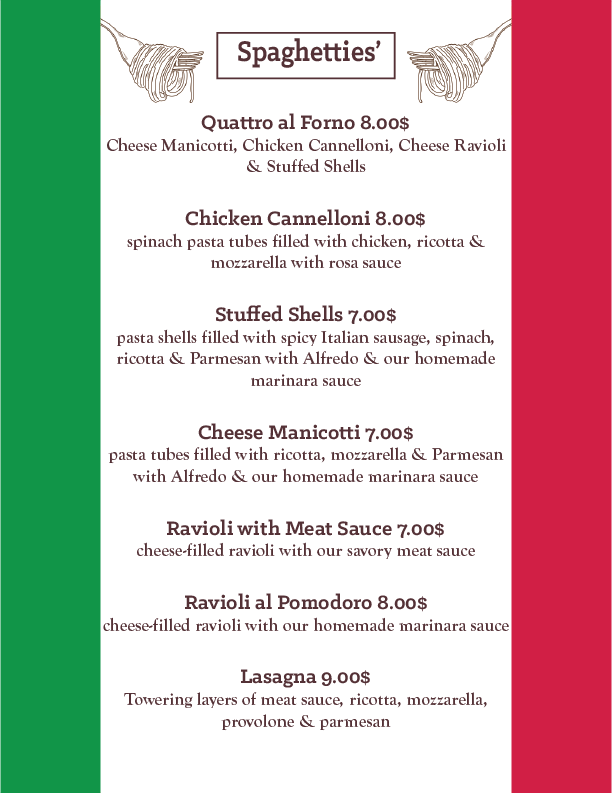 Spaghetties’
Quattro al Forno 8.00$
Cheese Manicotti, Chicken Cannelloni, Cheese Ravioli
& Stuffed Shells
Chicken Cannelloni 8.00$
spinach pasta tubes filled with chicken, ricotta &
mozzarella with rosa sauce
Stuffed Shells 7.00$
pasta shells filled with spicy Italian sausage, spinach,
ricotta & Parmesan with Alfredo & our homemade
marinara sauce
Cheese Manicotti 7.00$
pasta tubes filled with ricotta, mozzarella & Parmesan
with Alfredo & our homemade marinara sauce
Ravioli with Meat Sauce 7.00$
cheese-filled ravioli with our savory meat sauce
Ravioli al Pomodoro 8.00$
cheese-filled ravioli with our homemade marinara sauce
Lasagna 9.00$
Towering layers of meat sauce, ricotta, mozzarella,
provolone & parmesan